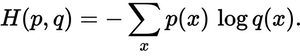 H(p, q) = − ∑ₓ p(x) log q(x).